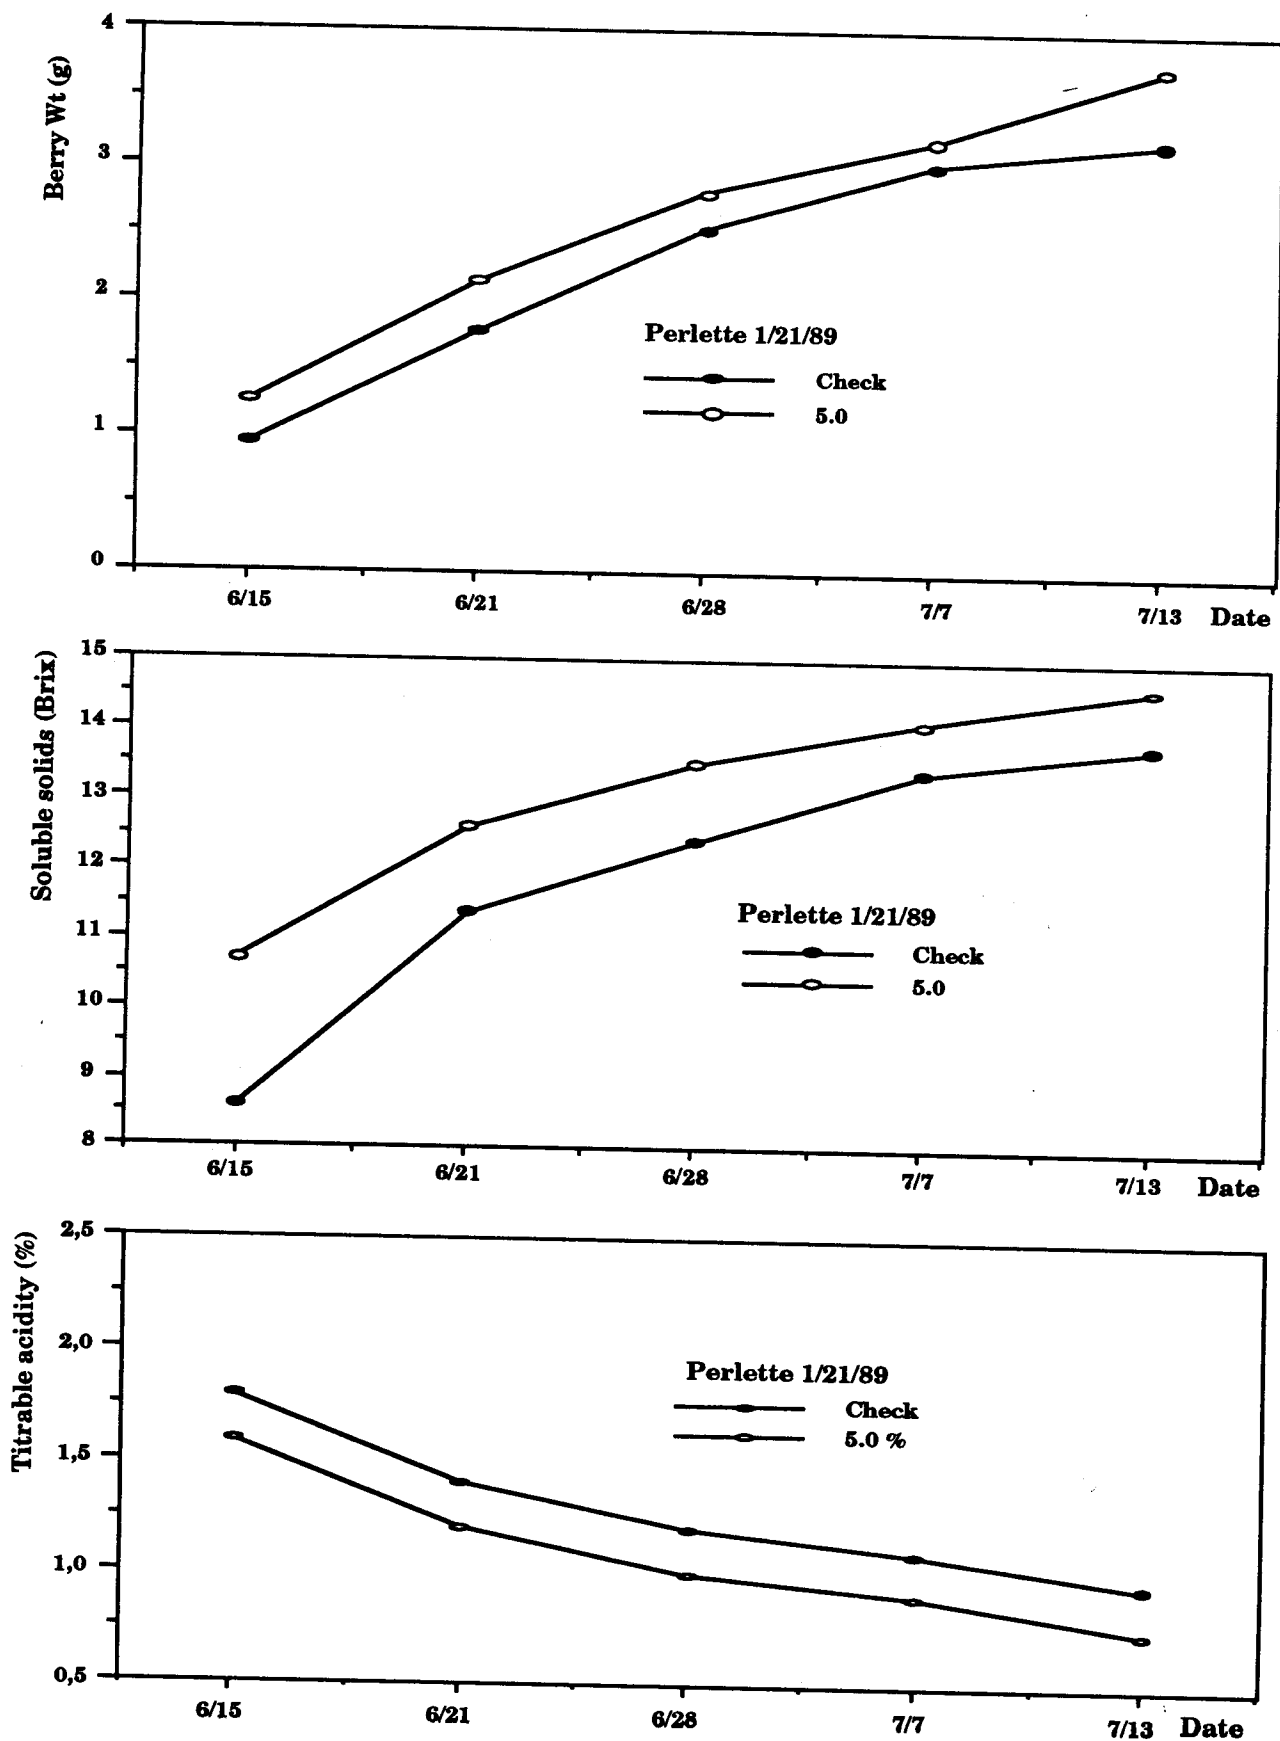 4
Berry Wt (g)
3
2
1
0
Perlette 1/21/89
Check
5.0
6/15 6/21 6/28 7/7 7/13 Date
15
Soluble solids (Brix)
14
13
12
11
10
9
8
Perlette 1/21/89
Check
5.0
6/15 6/21 6/28 7/7 7/13 Date
2,5
Titrable acidity (%)
2,0
1,5
1,0
0,5
Perlette 1/21/89
Check
5.0 %
6/15 6/21 6/28 7/7 7/13 Date